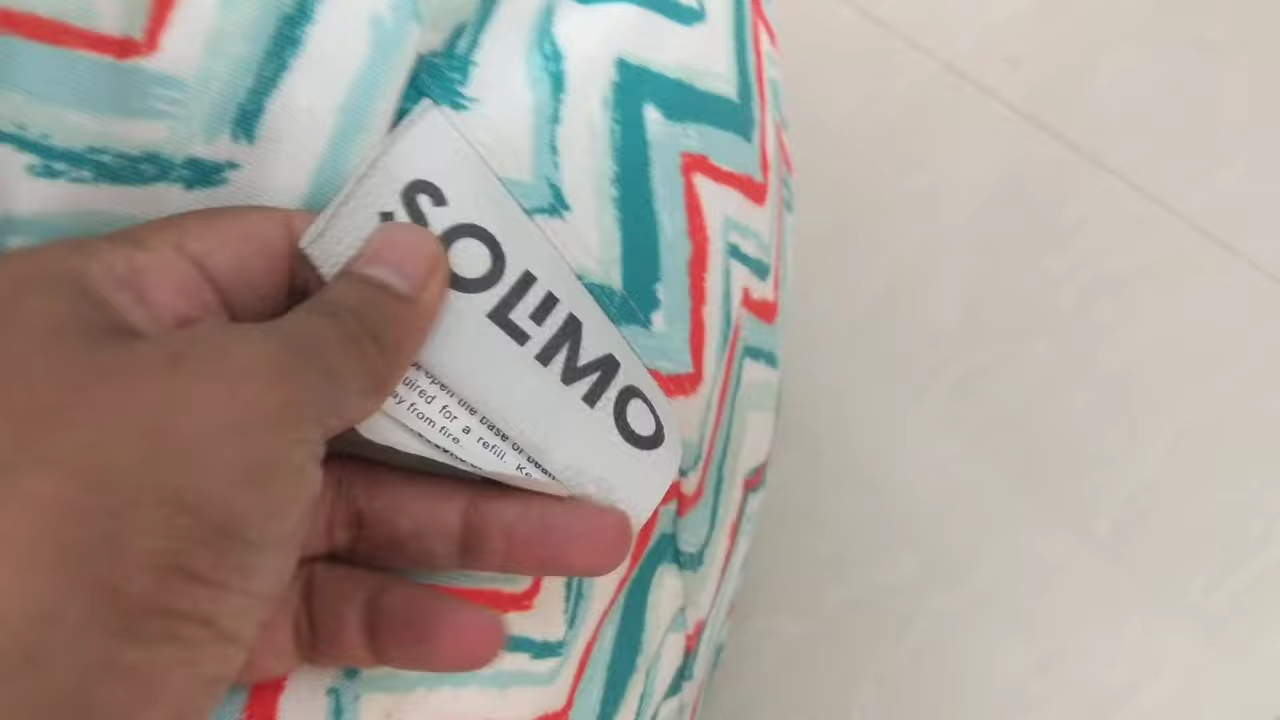 SOLIMO
open the base of bean
uired for a refill. Ke
ay from fire.